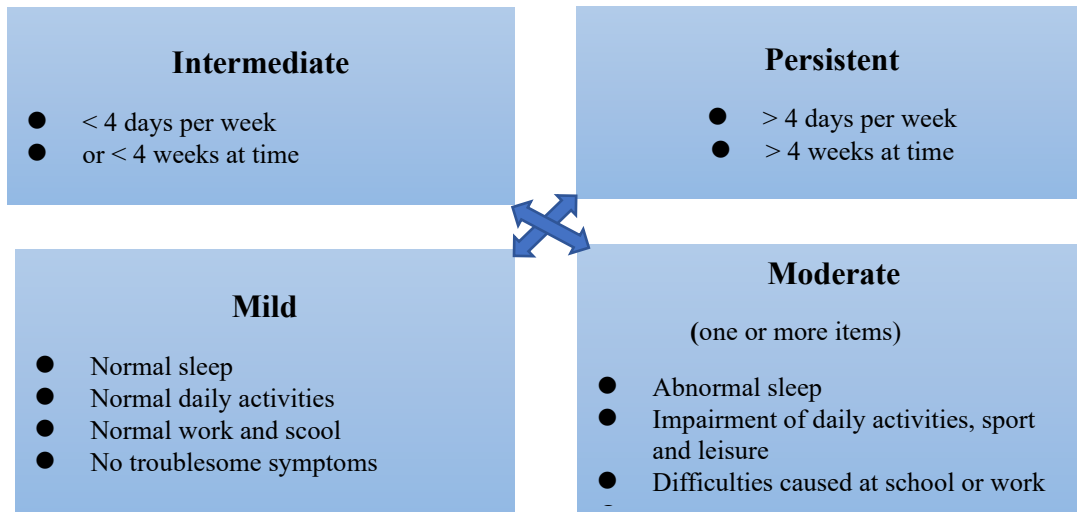 Intermediate
● < 4 days per week
● or < 4 weeks at time
Persistent
● > 4 days per week
● > 4 weeks at time
Mild
● Normal sleep
● Normal daily activities
● Normal work and scool
● No troublesome symptoms
Moderate
(one or more items)
● Abnormal sleep
● Impairment of daily activities, sport
and leisure
● Difficulties caused at school or work